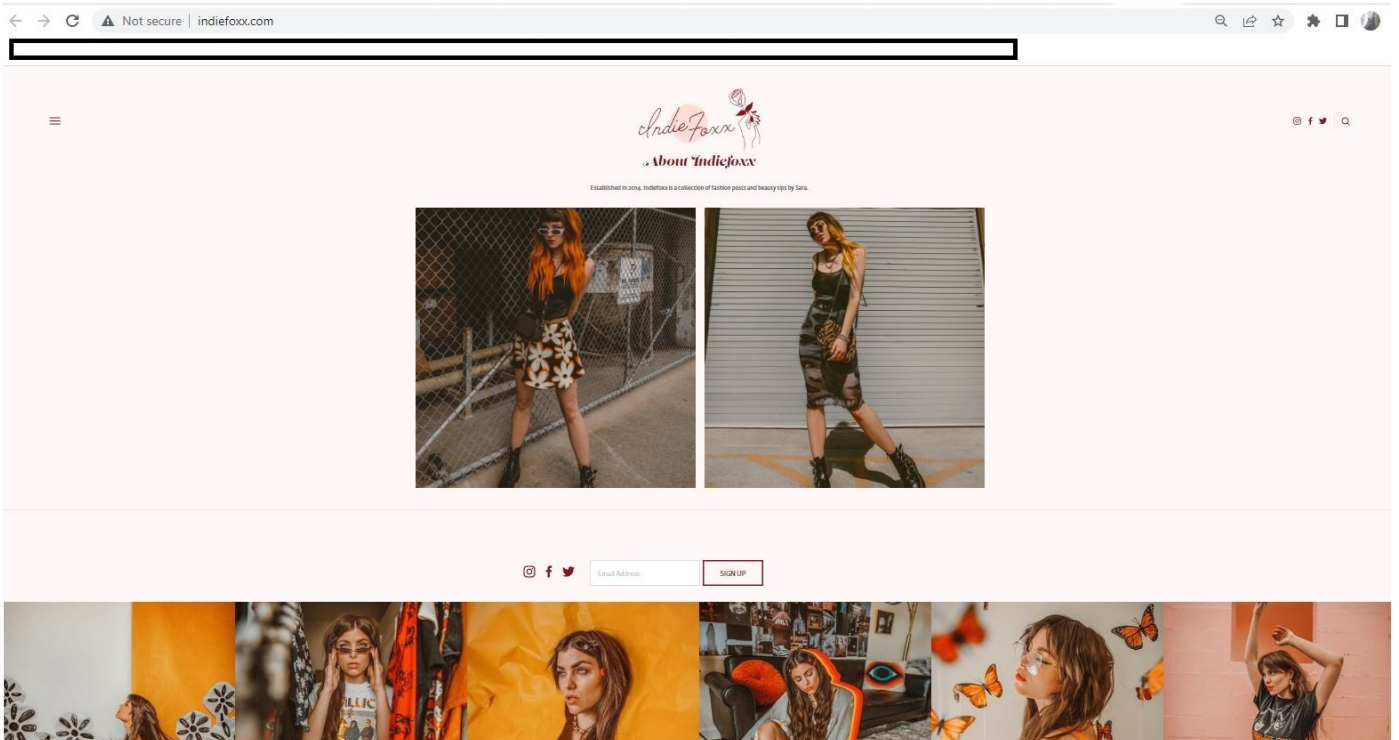 Not secure | indiefoxx.com
IndieFoxx
About Indiefoxx
Established in 2014, Indiefoxx is a collection of fashion posts and beauty tips by Sara.
Email Address
SIGN UP